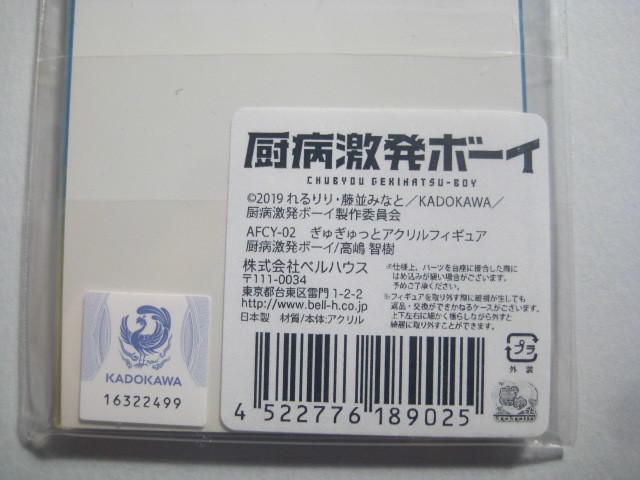 厨病激発ボーイ
CHUBYOU GEKIHATSU-BOY
©2019 れるりり・藤並みなと／KADOKAWA／
厨病激発ボーイ製作委員会
AFCY-02 ぎゅぎゅっとアクリルフィギュア
厨病激発ボーイ/高嶋 智樹
株式会社ベルハウス
〒111-0034
東京都台東区雷門 1-2-2
http://www.bell-h.co.jp
日本製 材質/本体:アクリル
※仕様上、パーツを台座に接合した際に
はめ込みが緩い場合がございます。
予めご了承ください。
※フィギュアを取り外す際に破損が生じても
返品・交換ができかねるケースがございます。
上下左右に細かく揺らしながら外すと
綺麗に取り外すことができます。
プラ
外装
4 522776 189025
KADOKAWA
16322499